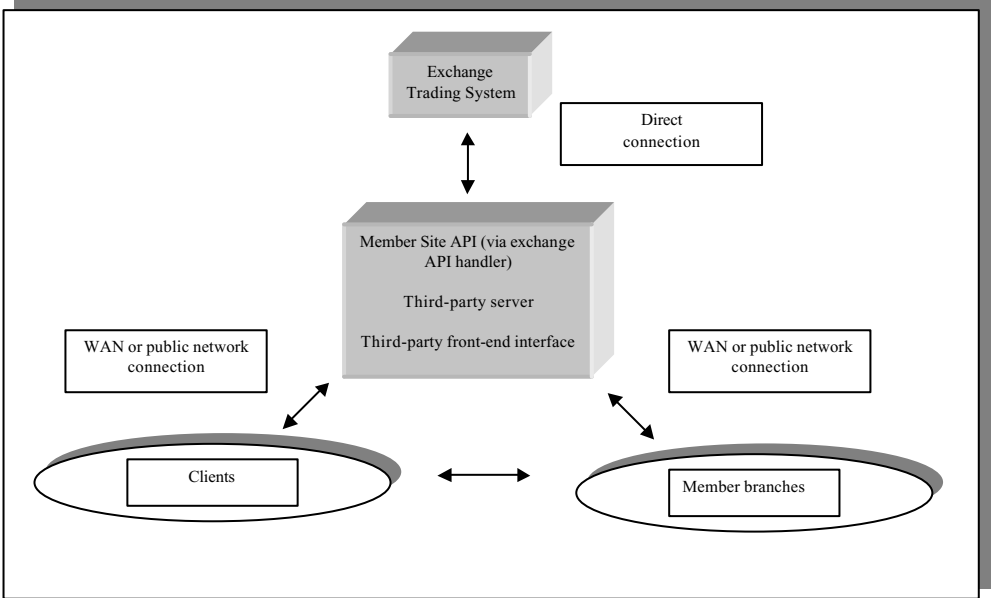 Exchange
Trading System
Direct
connection
Member Site API (via exchange
API handler)
Third-party server
Third-party front-end interface
WAN or public network
connection
WAN or public network
connection
Clients
Member branches